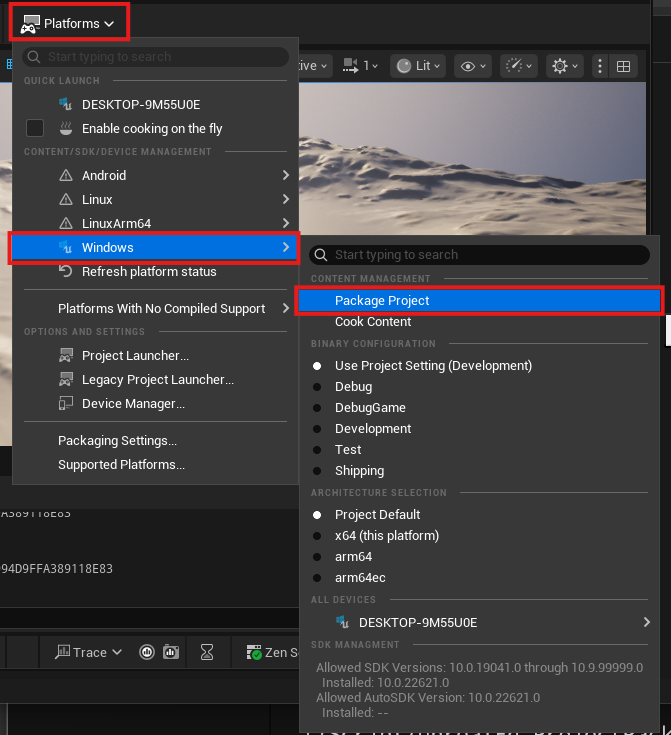 Platforms
Start typing to search
QUICK LAUNCH
DESKTOP-9M55U0E
Enable cooking on the fly
CONTENT/SDK/DEVICE MANAGEMENT
Android
Linux
LinuxArm64
Windows
Refresh platform status
Platforms With No Compiled Support
OPTIONS AND SETTINGS
Project Launcher...
Legacy Project Launcher...
Device Manager...
Packaging Settings...
Supported Platforms...
tive
1
Lit
Start typing to search
CONTENT MANAGEMENT
Package Project
Cook Content
BINARY CONFIGURATION
Use Project Setting (Development)
Debug
DebugGame
Development
Test
Shipping
ARCHITECTURE SELECTION
Project Default
x64 (this platform)
arm64
arm64ec
ALL DEVICES
DESKTOP-9M55U0E
SDK MANAGMENT
Allowed SDK Versions: 10.0.19041.0 through 10.9.99999.0
Installed: 10.0.22621.0
Allowed AutoSDK Version: 10.0.22621.0
Installed: --
A389118E83
94D9FFA389118E83
Trace
Zen S